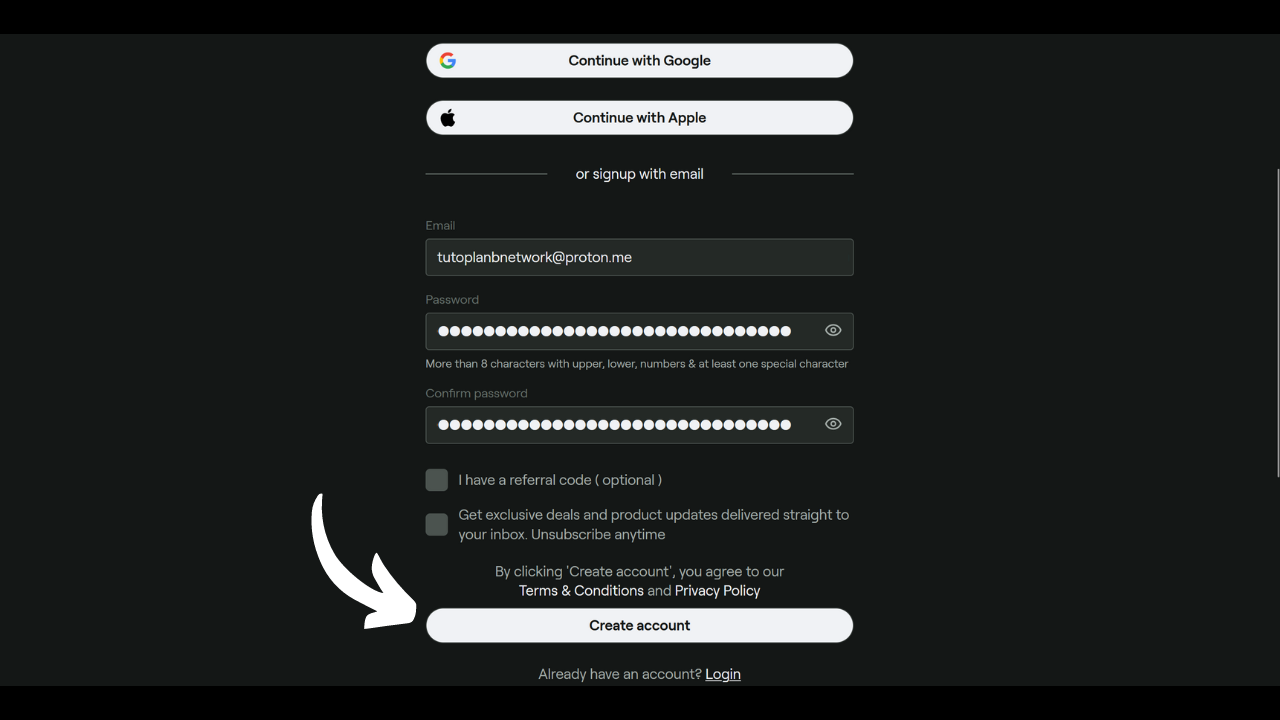 Continue with Google
Continue with Apple
or signup with email
Email
tutoplanbnetwork@proton.me
Password
More than 8 characters with upper, lower, numbers & at least one special character
Confirm password
I have a referral code ( optional )
Get exclusive deals and product updates delivered straight to
your inbox. Unsubscribe anytime
By clicking 'Create account', you agree to our
Terms & Conditions and Privacy Policy
Create account
Already have an account? Login